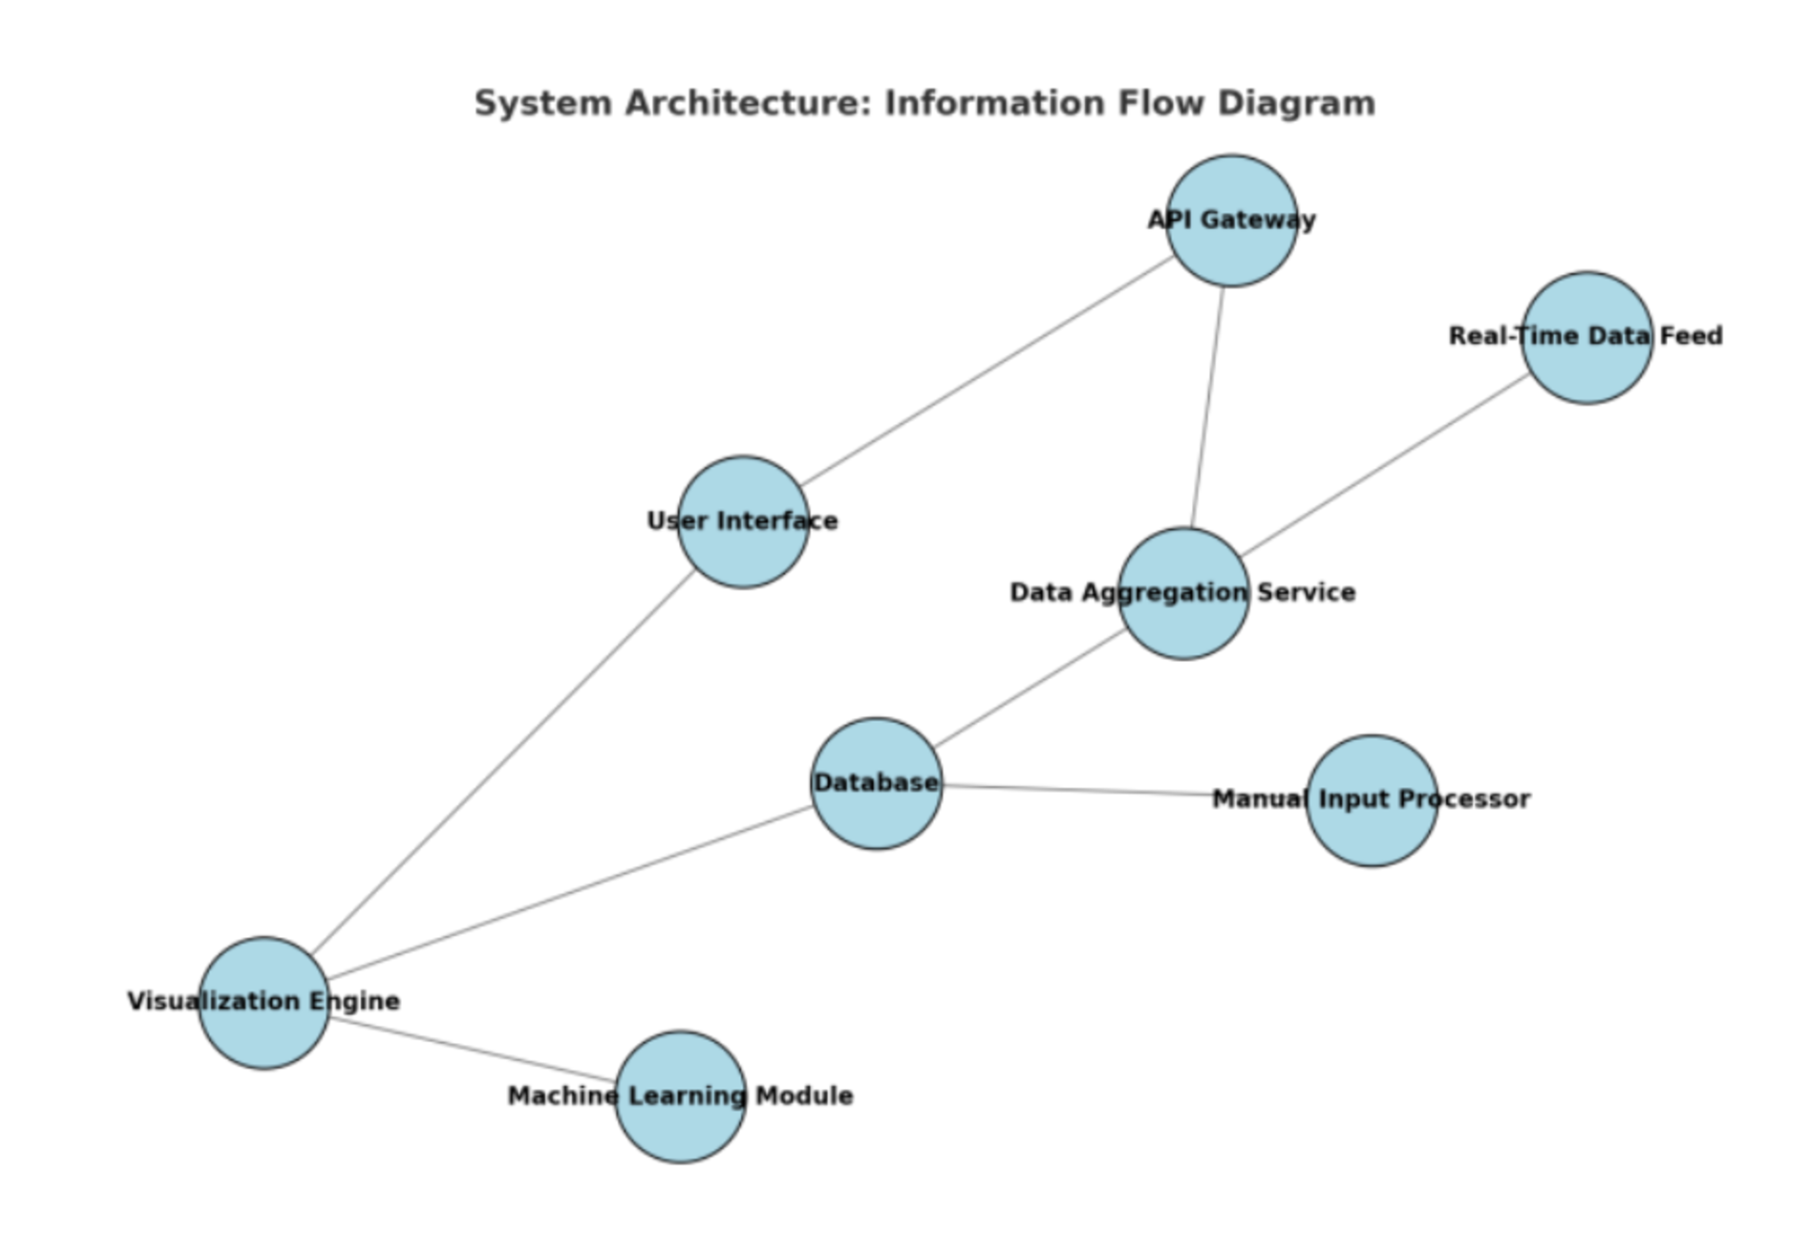 System Architecture: Information Flow Diagram
API Gateway
Real-Time Data Feed
User Interface
Data Aggregation Service
Database
Manual Input Processor
Visualization Engine
Machine Learning Module